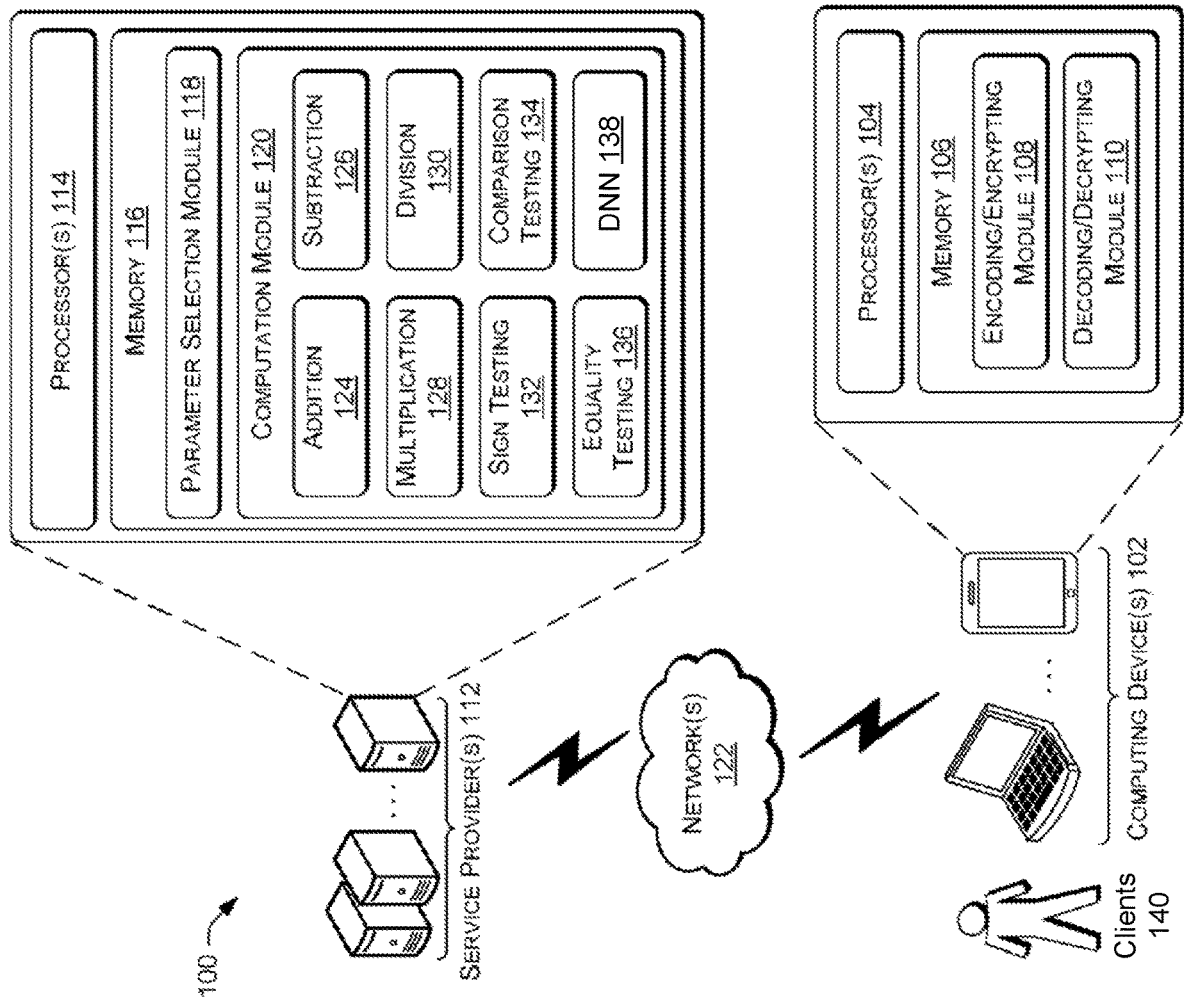 100
SERVICE PROVIDER(S) 112
PROCESSOR(S) 114
MEMORY 116
PARAMETER SELECTION MODULE 118
COMPUTATION MODULE 120
ADDITION
124
SUBTRACTION
126
MULTIPLICATION
128
DIVISION
130
SIGN TESTING
132
COMPARISON
TESTING 134
EQUALITY
TESTING 136
DNN 138
NETWORK(S)
122
Clients
140
COMPUTING DEVICE(S) 102
PROCESSOR(S) 104
MEMORY 106
ENCODING/ENCRYPTING
MODULE 108
DECODING/DECRYPTING
MODULE 110